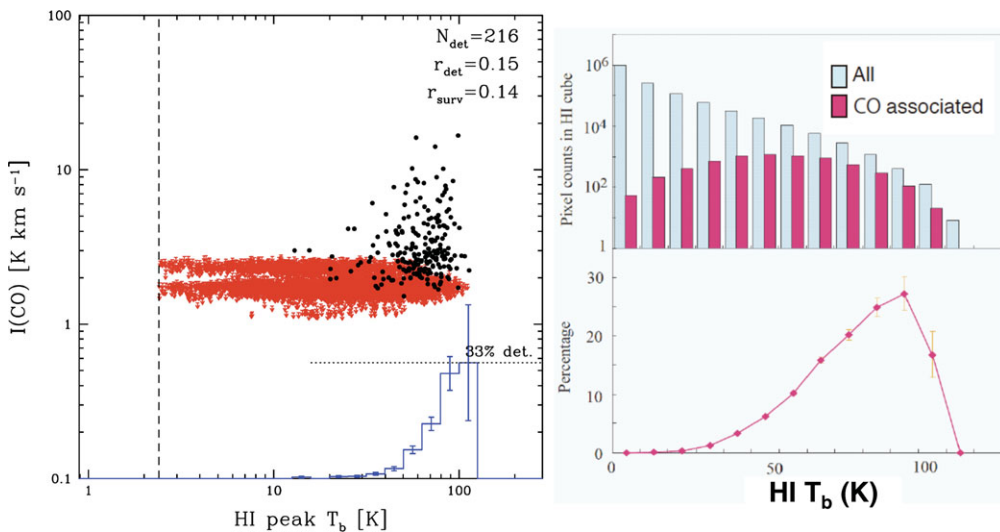 100
10
1
0.1
I(CO) [K km s⁻¹]
N_det=216
r_det=0.15
r_surv=0.14
33% det.
1
10
100
HI peak T_b [K]
All
CO associated
10⁶
10⁴
10²
1
Pixel counts in HI cube
30
20
10
0
Percentage
50
100
HI T_b (K)